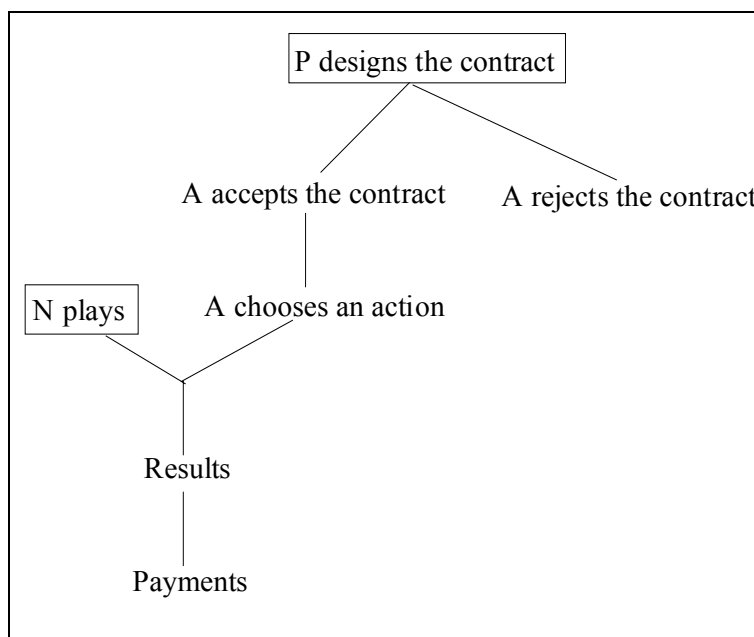 P designs the contract
A accepts the contract
A rejects the contract
N plays
A chooses an action
Results
Payments